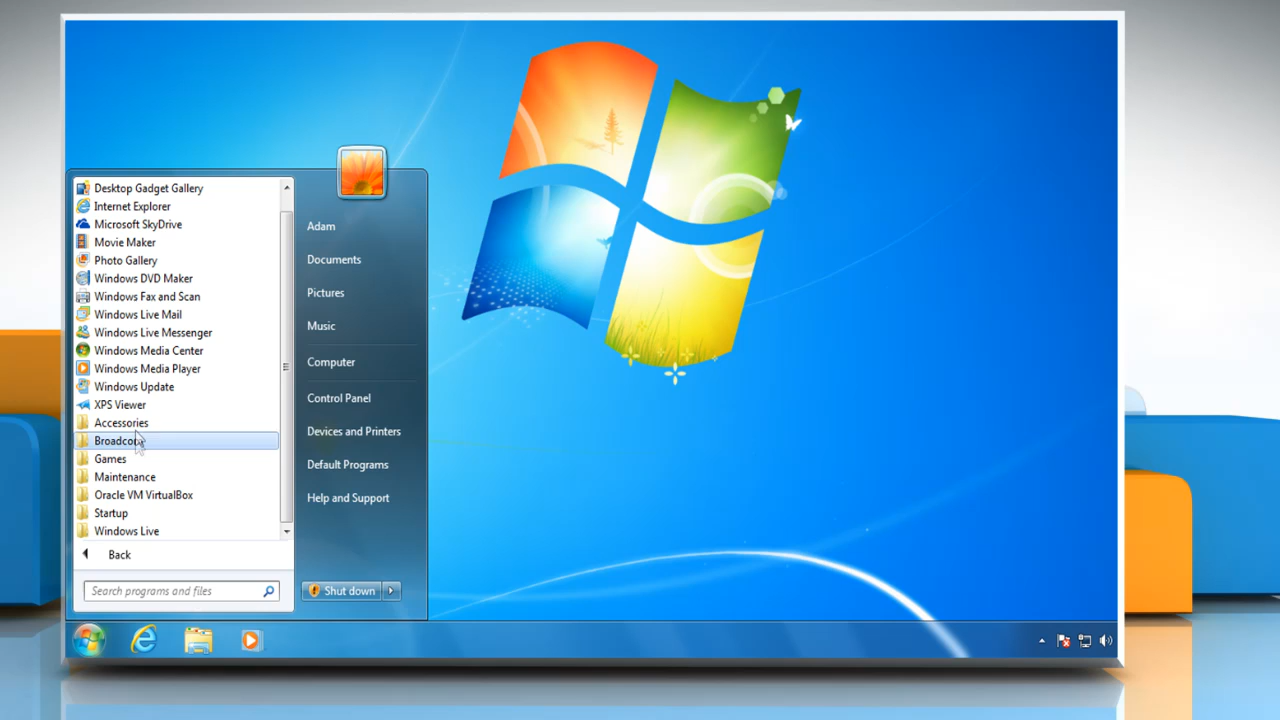 Desktop Gadget Gallery
Internet Explorer
Microsoft SkyDrive
Movie Maker
Photo Gallery
Windows DVD Maker
Windows Fax and Scan
Windows Live Mail
Windows Live Messenger
Windows Media Center
Windows Media Player
Windows Update
XPS Viewer
Accessories
Broadcom
Games
Maintenance
Oracle VM VirtualBox
Startup
Windows Live
Back
Search programs and files
Adam
Documents
Pictures
Music
Computer
Control Panel
Devices and Printers
Default Programs
Help and Support
Shut down